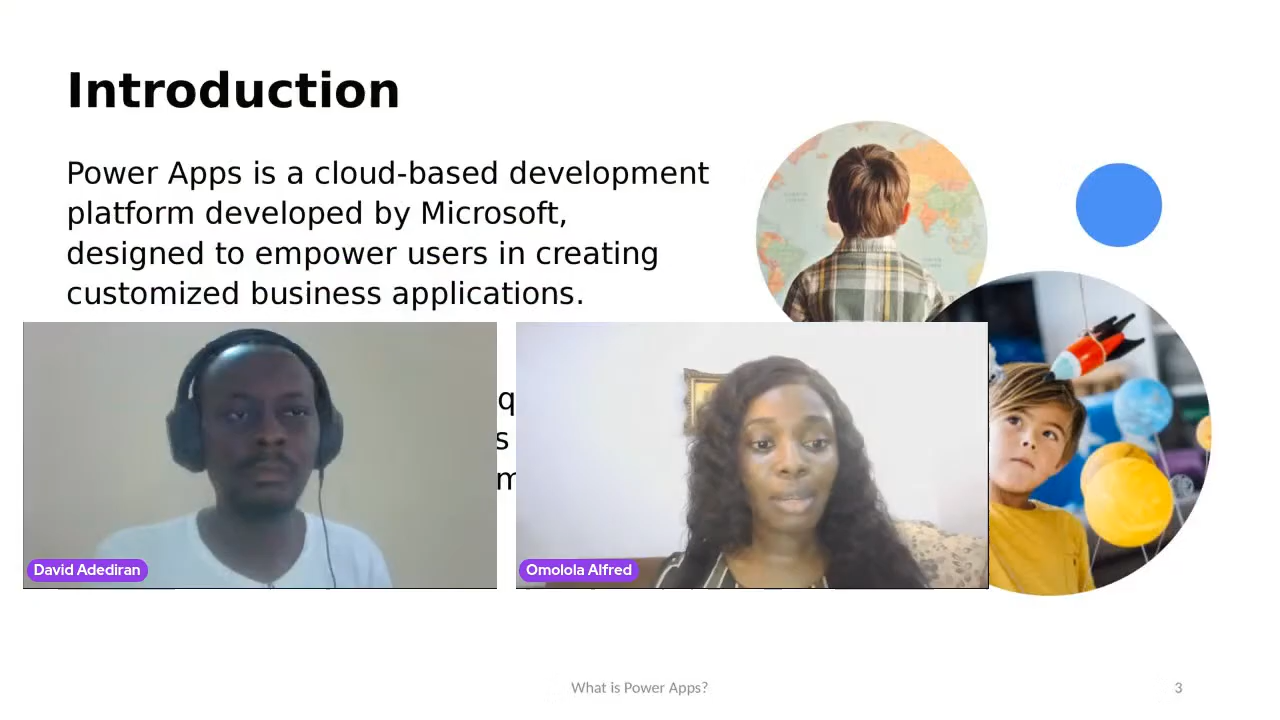 Introduction
Power Apps is a cloud-based development
platform developed by Microsoft,
designed to empower users in creating
customized business applications.
David Adediran
Omolola Alfred
What is Power Apps?
3